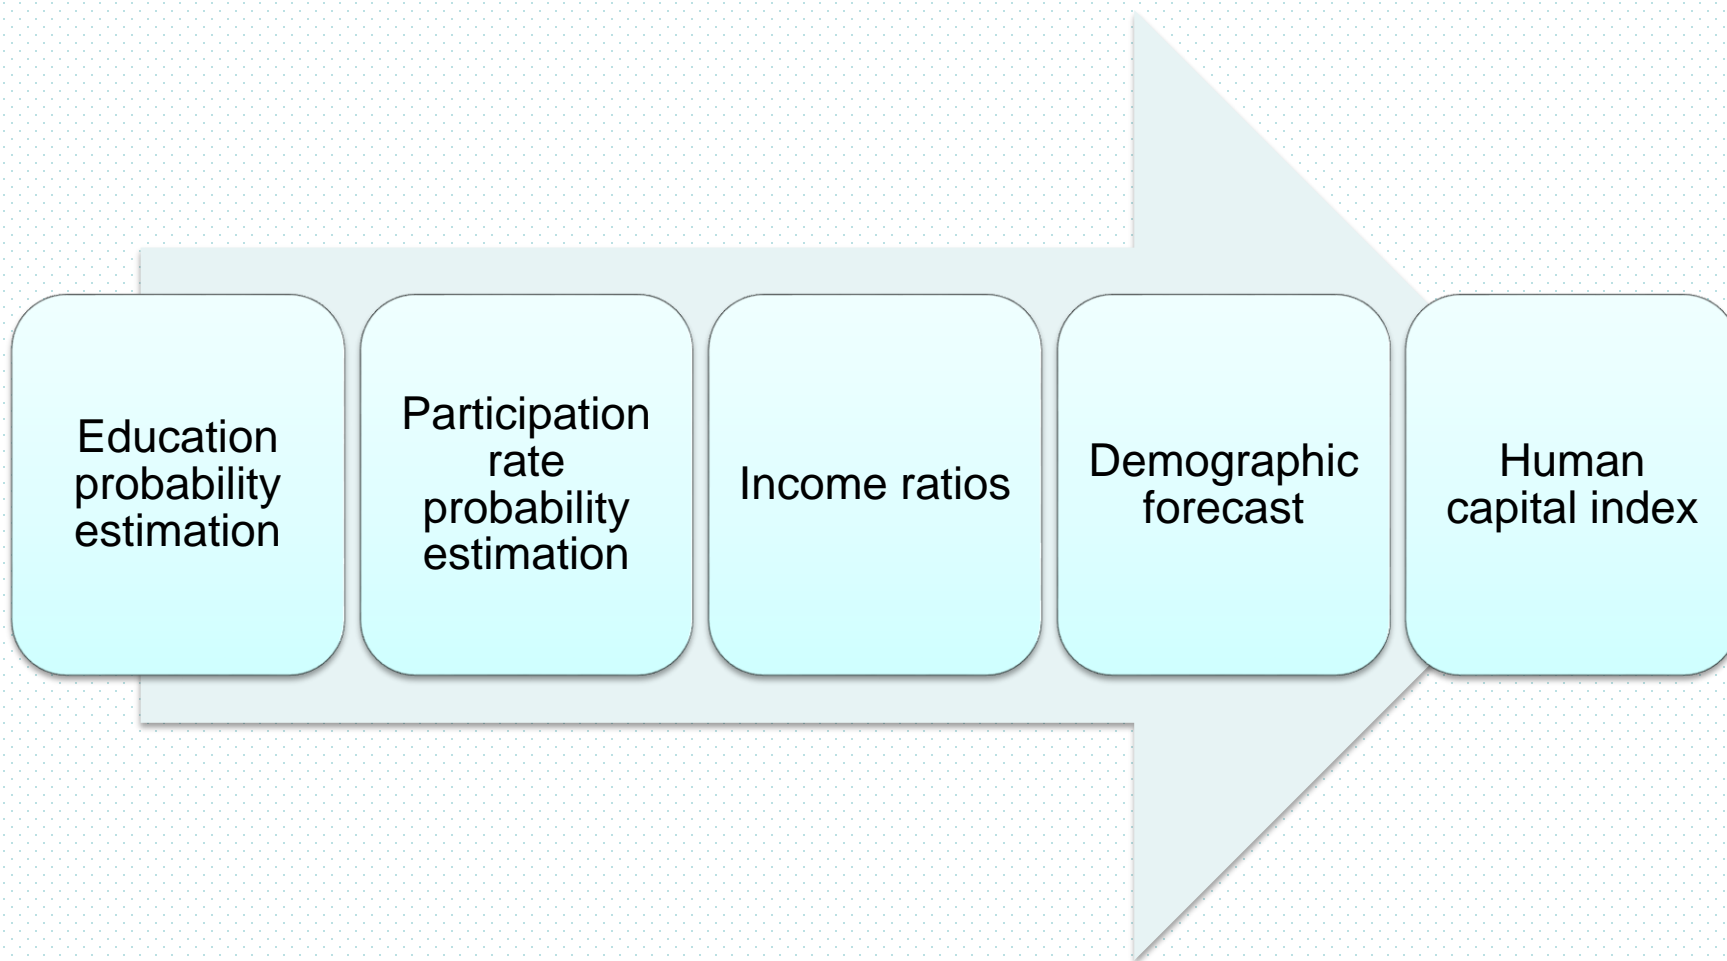 Education
probability
estimation
Participation
rate
probability
estimation
Income ratios
Demographic
forecast
Human
capital index